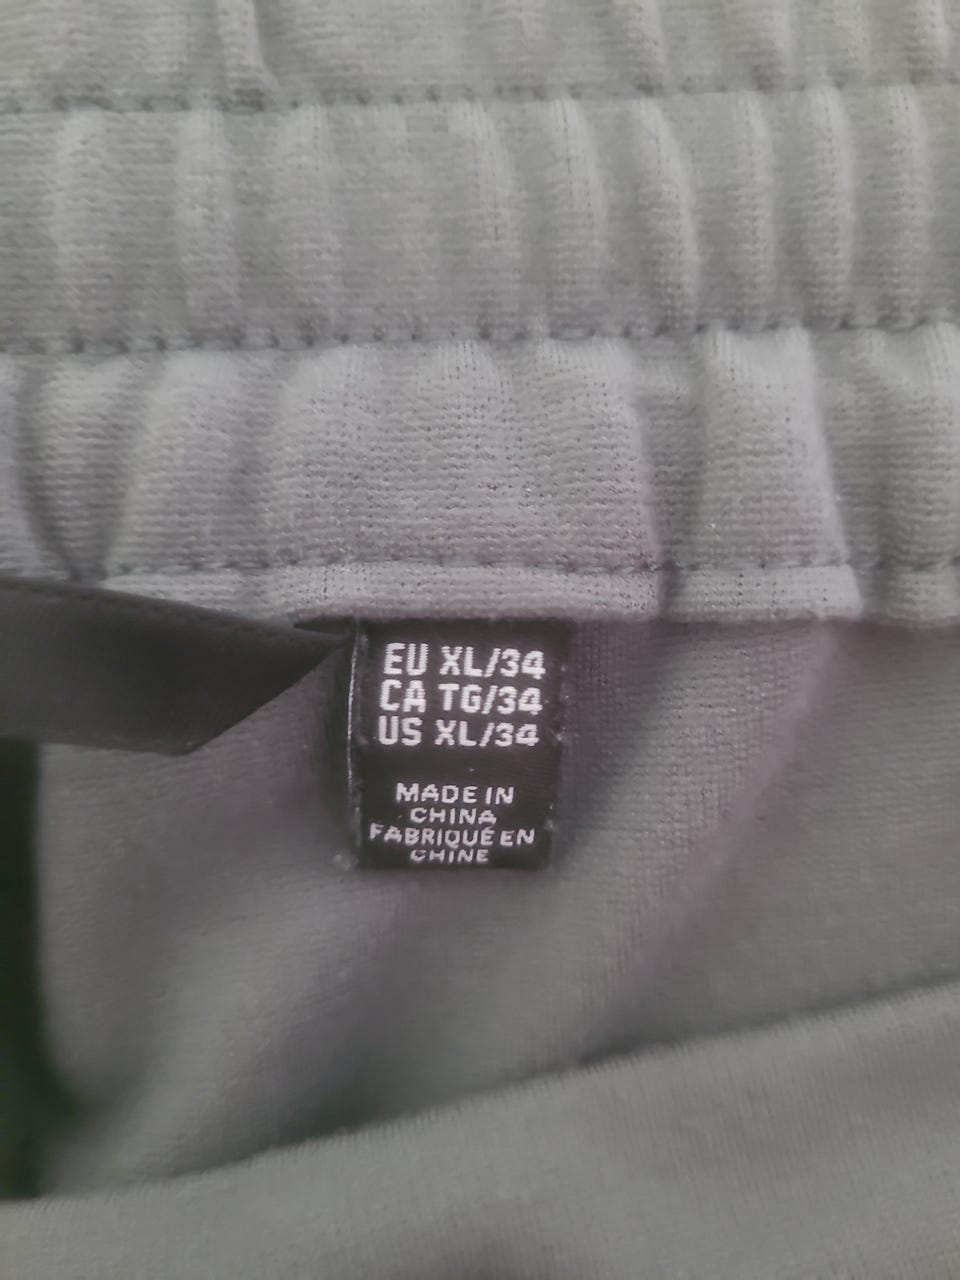 EU XL/34
CA TG/34
US XL/34
MADE IN
CHINA
FABRIQUÉ EN
CHINE